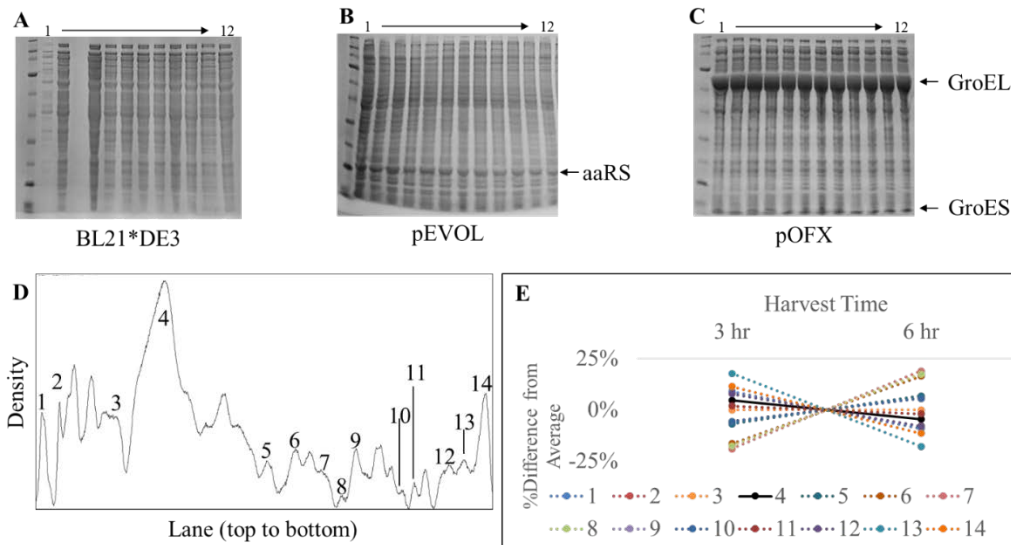 A
1
12
BL21*DE3
B
1
12
aaRS
pEVOL
C
1
12
GroEL
GroES
pOFX
D
Density
1
2
3
4
5
6
7
8
9
10
11
12
13
14
Lane (top to bottom)
E
Harvest Time
3 hr
6 hr
%Difference from
Average
25%
0%
-25%
1 2 3 4 5 6 7
8 9 10 11 12 13 14